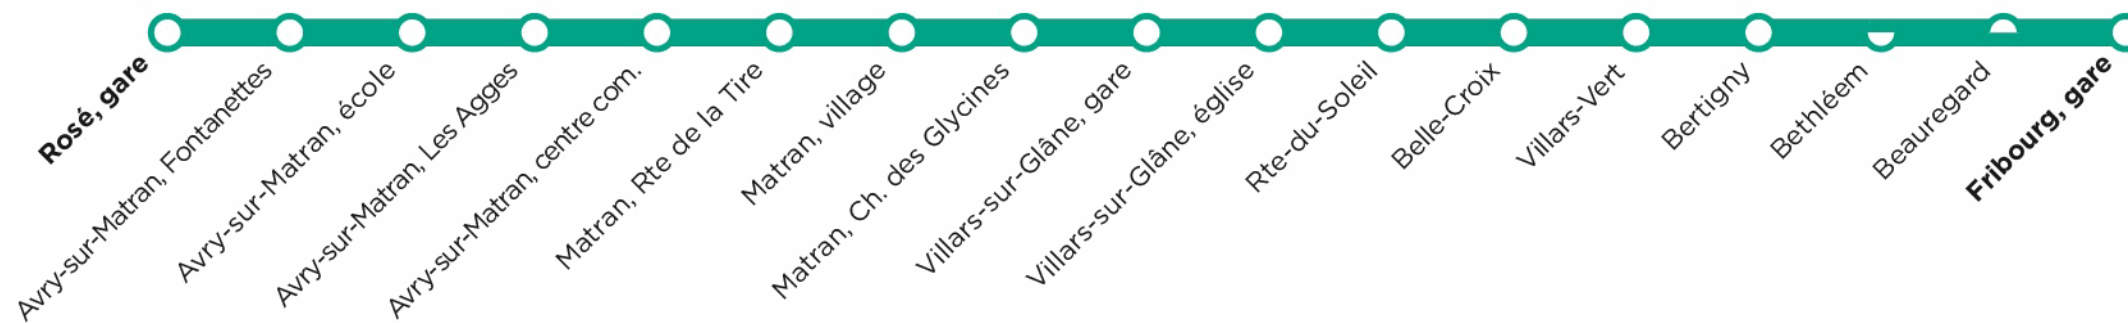 Rosé, gare
Avry-sur-Matran, Fontanettes
Avry-sur-Matran, école
Avry-sur-Matran, Les Agges
Avry-sur-Matran, centre com.
Matran, Rte de la Tire
Matran, village
Matran, Ch. des Glycines
Villars-sur-Glâne, gare
Villars-sur-Glâne, église
Rte-du-Soleil
Belle-Croix
Villars-Vert
Bertigny
Bethléem
Beauregard
Fribourg, gare